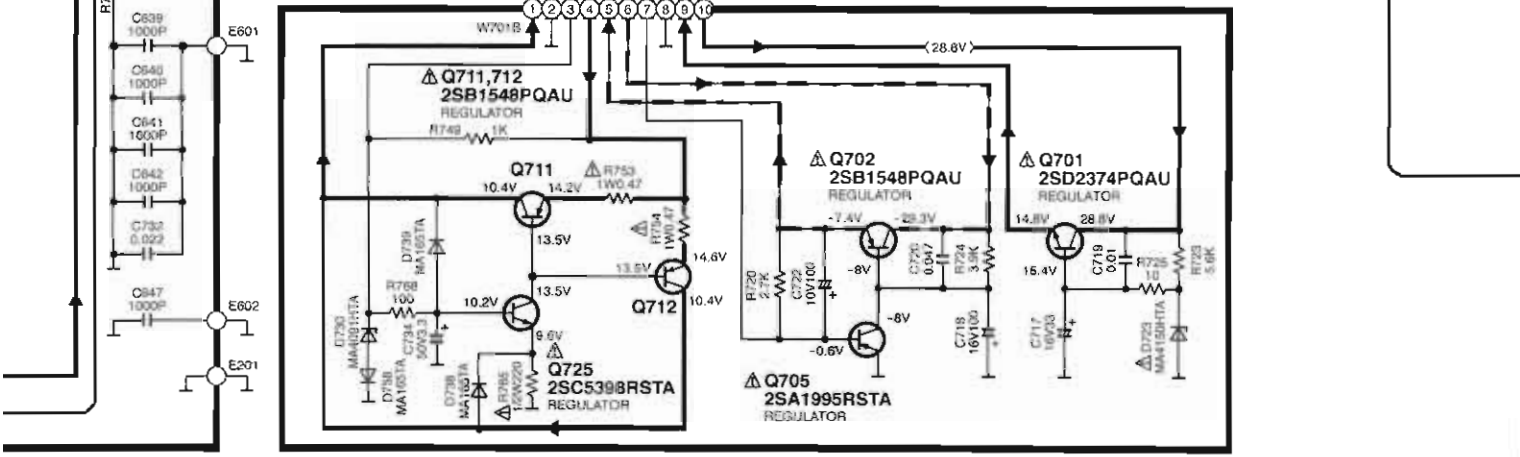 C639
1000P
E601
C640
1000P
C641
1000P
C642
1000P
C732
0.022
C647
1000P
E602
E201
1 2 3 4 5 6 7 8 9 10
W701B
⚠ Q711,712
2SB1548PQAU
REGULATOR
R749 1K
(28.8V)
Q711
10.4V 14.2V
⚠ R753
1W0.47
⚠ R754
1W0.47
13.5V
D739
MA165TA
R768
100
10.2V
13.5V
13.5V
14.6V
Q712
10.4V
D730
MA4091HTA
C734
50V3.3
9.6V
D758
MA165TA
D738
MA165TA
⚠ R765
1/2W220
⚠
Q725
2SC5398RSTA
REGULATOR
⚠ Q702
2SB1548PQAU
REGULATOR
-7.4V -29.3V
-8V
R720
2.7K
C722
10V100
C720
0.047
R724
3.9K
-8V
-0.6V
C718
16V100
⚠ Q705
2SA1995RSTA
REGULATOR
⚠ Q701
2SD2374PQAU
REGULATOR
14.8V 28.8V
15.4V
C719
0.01
R725
10
R723
5.6K
C717
16V33
⚠ D723
MA4150HTA